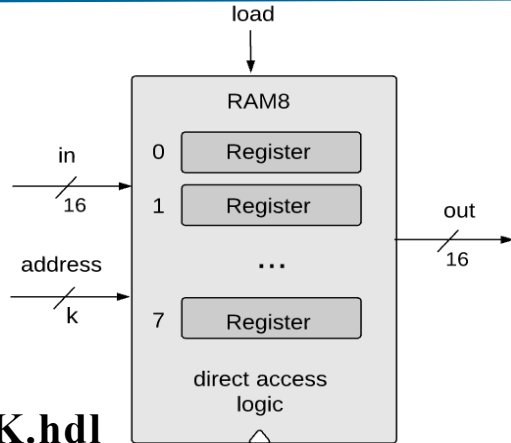 load
RAM8
0 Register
in
16
1 Register
out
16
address
k
...
7 Register
direct access
logic
K.hdl